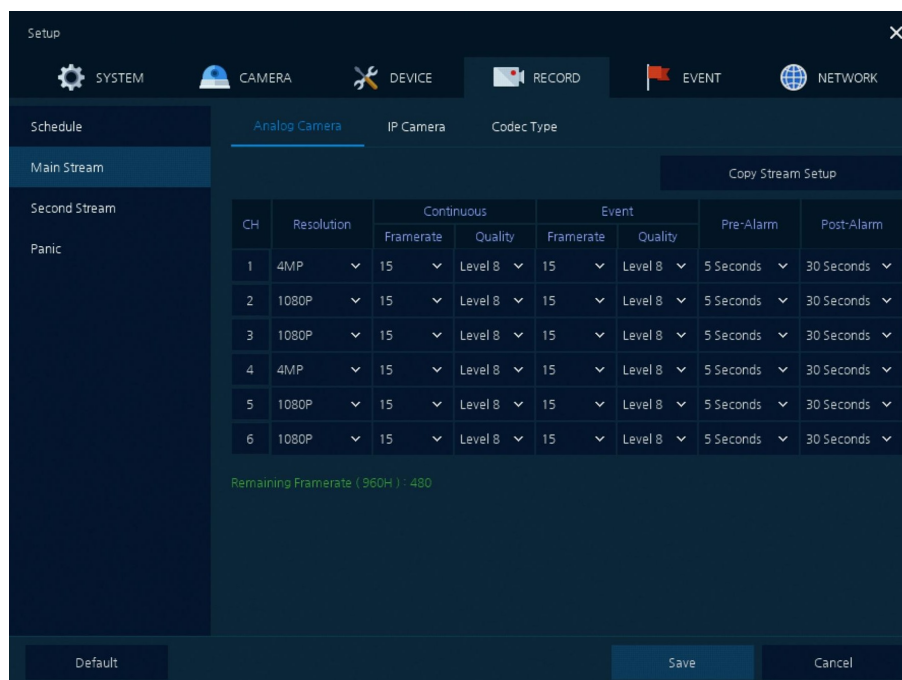 Setup
SYSTEM CAMERA DEVICE RECORD EVENT NETWORK
Schedule
Main Stream
Second Stream
Panic
Analog Camera IP Camera Codec Type
Copy Stream Setup
CH Resolution Continuous Event Pre-Alarm Post-Alarm
Framerate Quality Framerate Quality
1 4MP 15 Level 8 15 Level 8 5 Seconds 30 Seconds
2 1080P 15 Level 8 15 Level 8 5 Seconds 30 Seconds
3 1080P 15 Level 8 15 Level 8 5 Seconds 30 Seconds
4 4MP 15 Level 8 15 Level 8 5 Seconds 30 Seconds
5 1080P 15 Level 8 15 Level 8 5 Seconds 30 Seconds
6 1080P 15 Level 8 15 Level 8 5 Seconds 30 Seconds
Remaining Framerate ( 960H ) : 480
Default Save Cancel